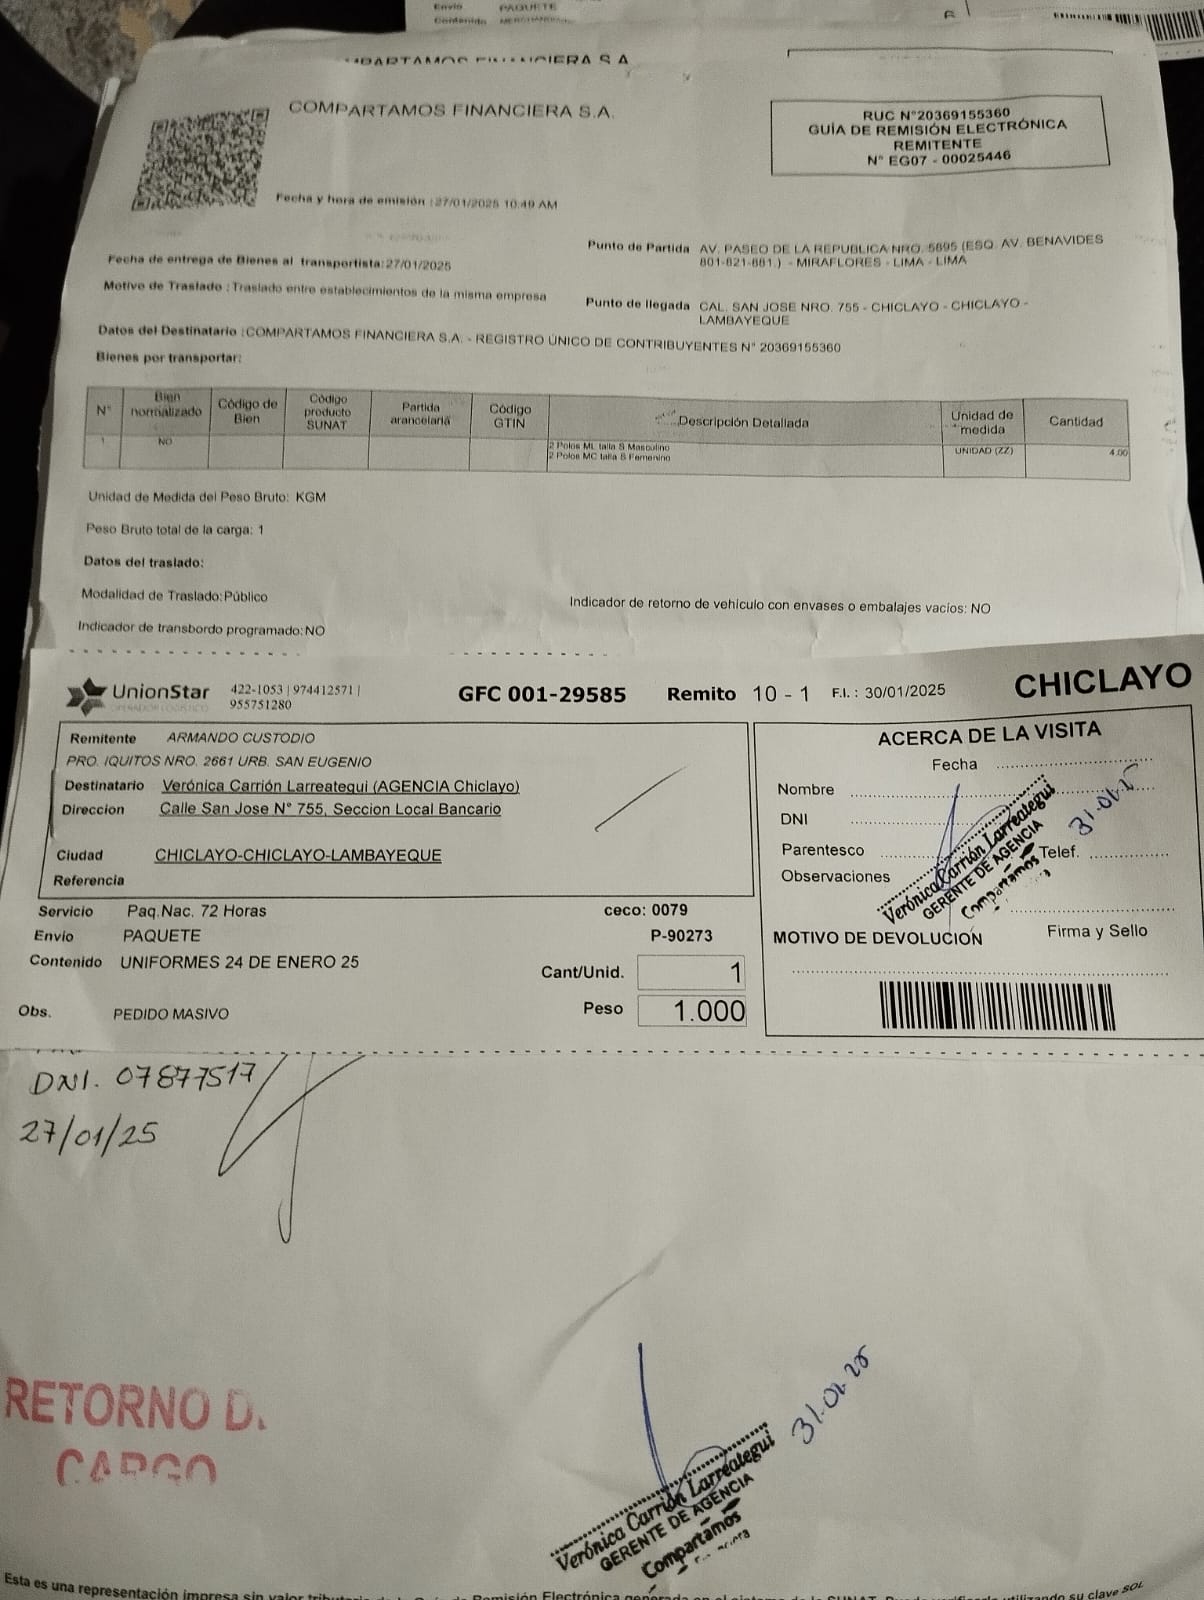 Envío PAQUETE
Contenido
COMPARTAMOS FINANCIERA S.A.
RUC N°20369155360
GUÍA DE REMISIÓN ELECTRÓNICA
REMITENTE
N° EG07 - 00025446
Fecha y hora de emisión :27/01/2025 10:49 AM
Fecha de entrega de Bienes al transportista:27/01/2025
Punto de Partida AV. PASEO DE LA REPUBLICA NRO. 5895 (ESQ. AV. BENAVIDES
801-821-881.) - MIRAFLORES - LIMA - LIMA
Motivo de Traslado :Traslado entre establecimientos de la misma empresa
Punto de llegada CAL. SAN JOSE NRO. 755 - CHICLAYO - CHICLAYO -
LAMBAYEQUE
Datos del Destinatario :COMPARTAMOS FINANCIERA S.A. - REGISTRO ÚNICO DE CONTRIBUYENTES N° 20369155360
Bienes por transportar:
N° Bien normalizado Código de Bien Código producto SUNAT Partida arancelaria Código GTIN Descripción Detallada Unidad de medida Cantidad
1 NO 2 Polos ML talla S Masculino UNIDAD (ZZ) 4.00
2 Polos MC talla S Femenino
Unidad de Medida del Peso Bruto: KGM
Peso Bruto total de la carga: 1
Datos del traslado:
Modalidad de Traslado:Público
Indicador de retorno de vehículo con envases o embalajes vacíos: NO
Indicador de transbordo programado:NO
UnionStar 422-1053 | 974412571 |
OPERADOR LOGISTICO 955751280
GFC 001-29585 Remito 10 - 1 F.I.: 30/01/2025 CHICLAYO
Remitente ARMANDO CUSTODIO
PRO. IQUITOS NRO. 2661 URB. SAN EUGENIO
Destinatario Verónica Carrión Larreategui (AGENCIA Chiclayo)
Direccion Calle San Jose N° 755, Seccion Local Bancario
Ciudad CHICLAYO-CHICLAYO-LAMBAYEQUE
Referencia
Servicio Paq.Nac. 72 Horas ceco: 0079
Envio PAQUETE P-90273
Contenido UNIFORMES 24 DE ENERO 25
Cant/Unid. 1
Obs. PEDIDO MASIVO
Peso 1.000
ACERCA DE LA VISITA
Fecha
Nombre
DNI
Parentesco Telef.
Observaciones
Verónica Carrión Larreategui
GERENTE DE AGENCIA
Compartamos
31.01.25
MOTIVO DE DEVOLUCIÓN Firma y Sello
DNI. 07877517
27/01/25
RETORNO D.
CARGO
31.01.25
Verónica Carrión Larreategui
GERENTE DE AGENCIA
Compartamos
Esta es una representación impresa sin valor